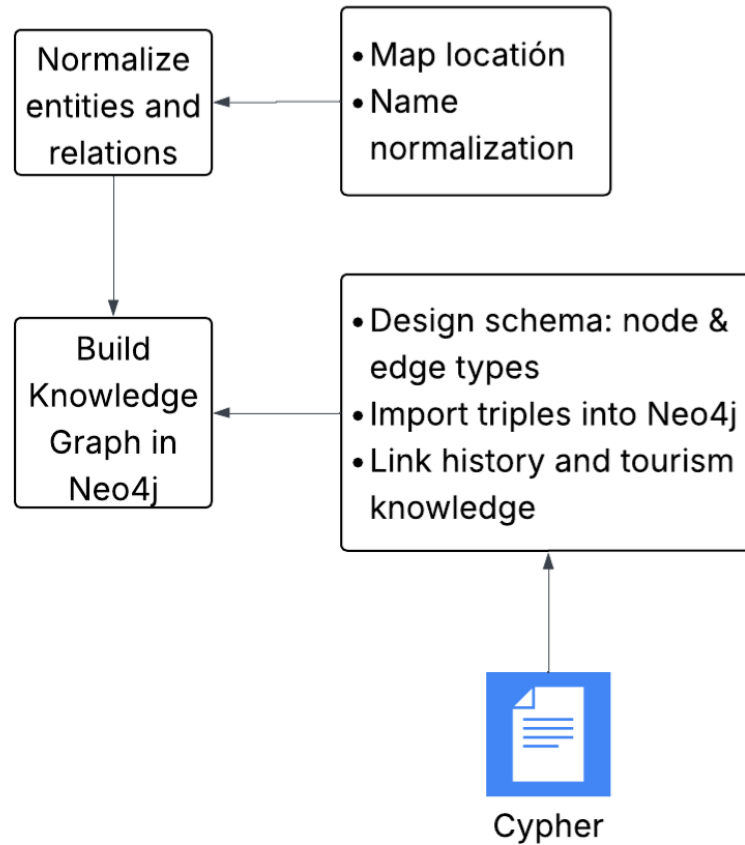 Normalize
entities and
relations
• Map locatión
• Name
normalization
Build
Knowledge
Graph in
Neo4j
• Design schema: node &
edge types
• Import triples into Neo4j
• Link history and tourism
knowledge
Cypher